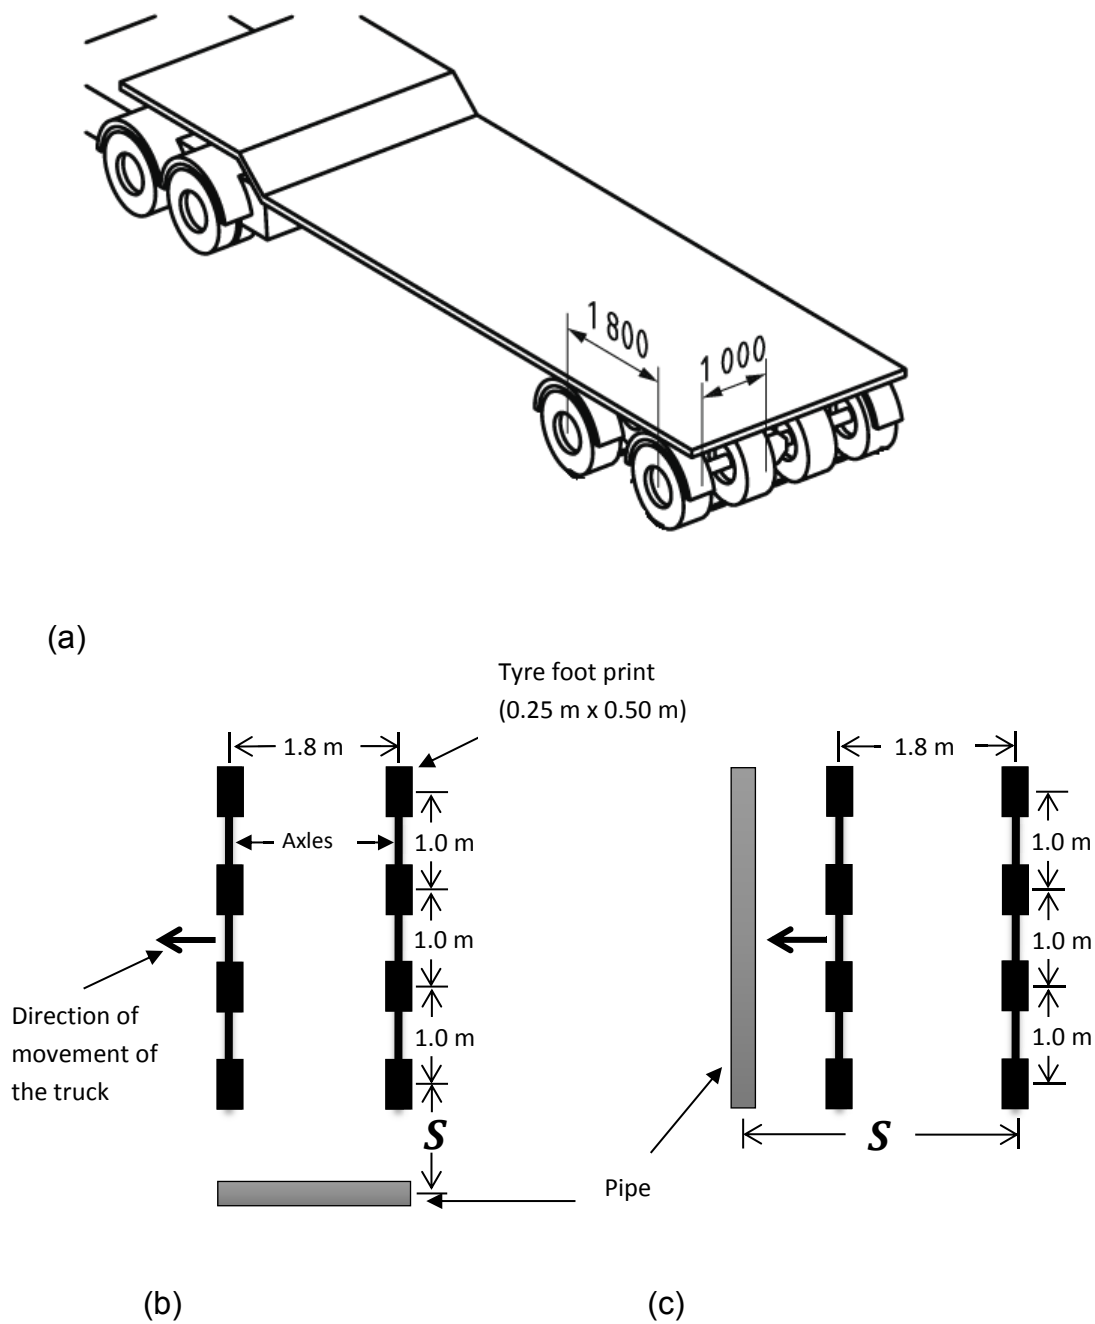 1 800
1 000
(a)
Tyre foot print
(0.25 m x 0.50 m)
1.8 m
1.8 m
Axles
1.0 m
1.0 m
1.0 m
1.0 m
1.0 m
1.0 m
Direction of
movement of
the truck
S
S
Pipe
(b)
(c)